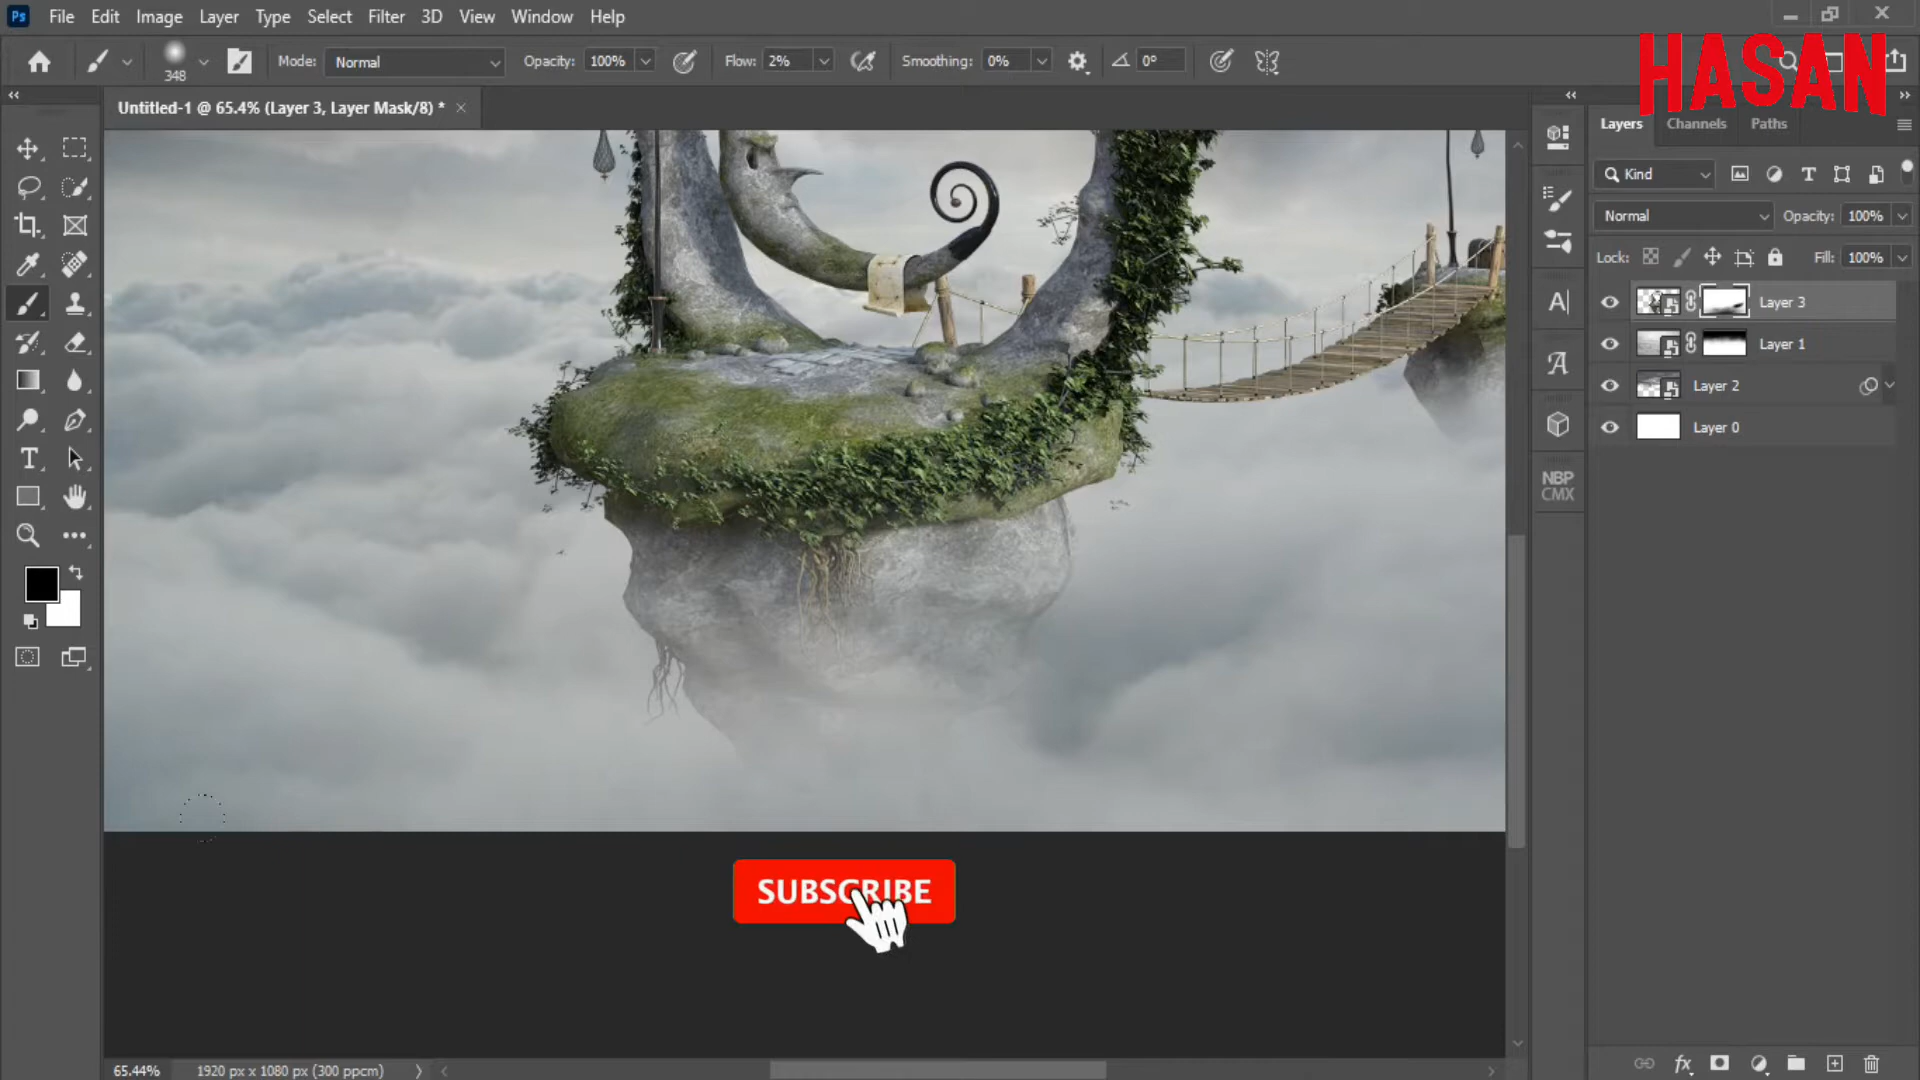 Ps File Edit Image Layer Type Select Filter 3D View Window Help
348 Mode: Normal Opacity: 100% Flow: 2% Smoothing: 0% 0°
HASAN
Untitled-1 @ 65.4% (Layer 3, Layer Mask/8) *
Layers Channels Paths
Kind
Normal Opacity: 100%
Lock: Fill: 100%
Layer 3
Layer 1
Layer 2
Layer 0
NBP
CMX
SUBSCRIBE
65.44% 1920 px x 1080 px (300 ppcm)